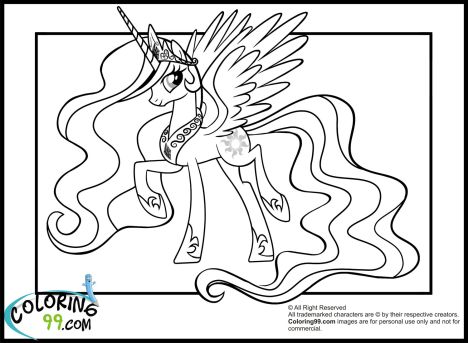 COLORING
99.COM
© All Right Reserved
All trademarked characters are © by their respective creators.
Coloring99.com images are for personal use only and not for
commercial use.